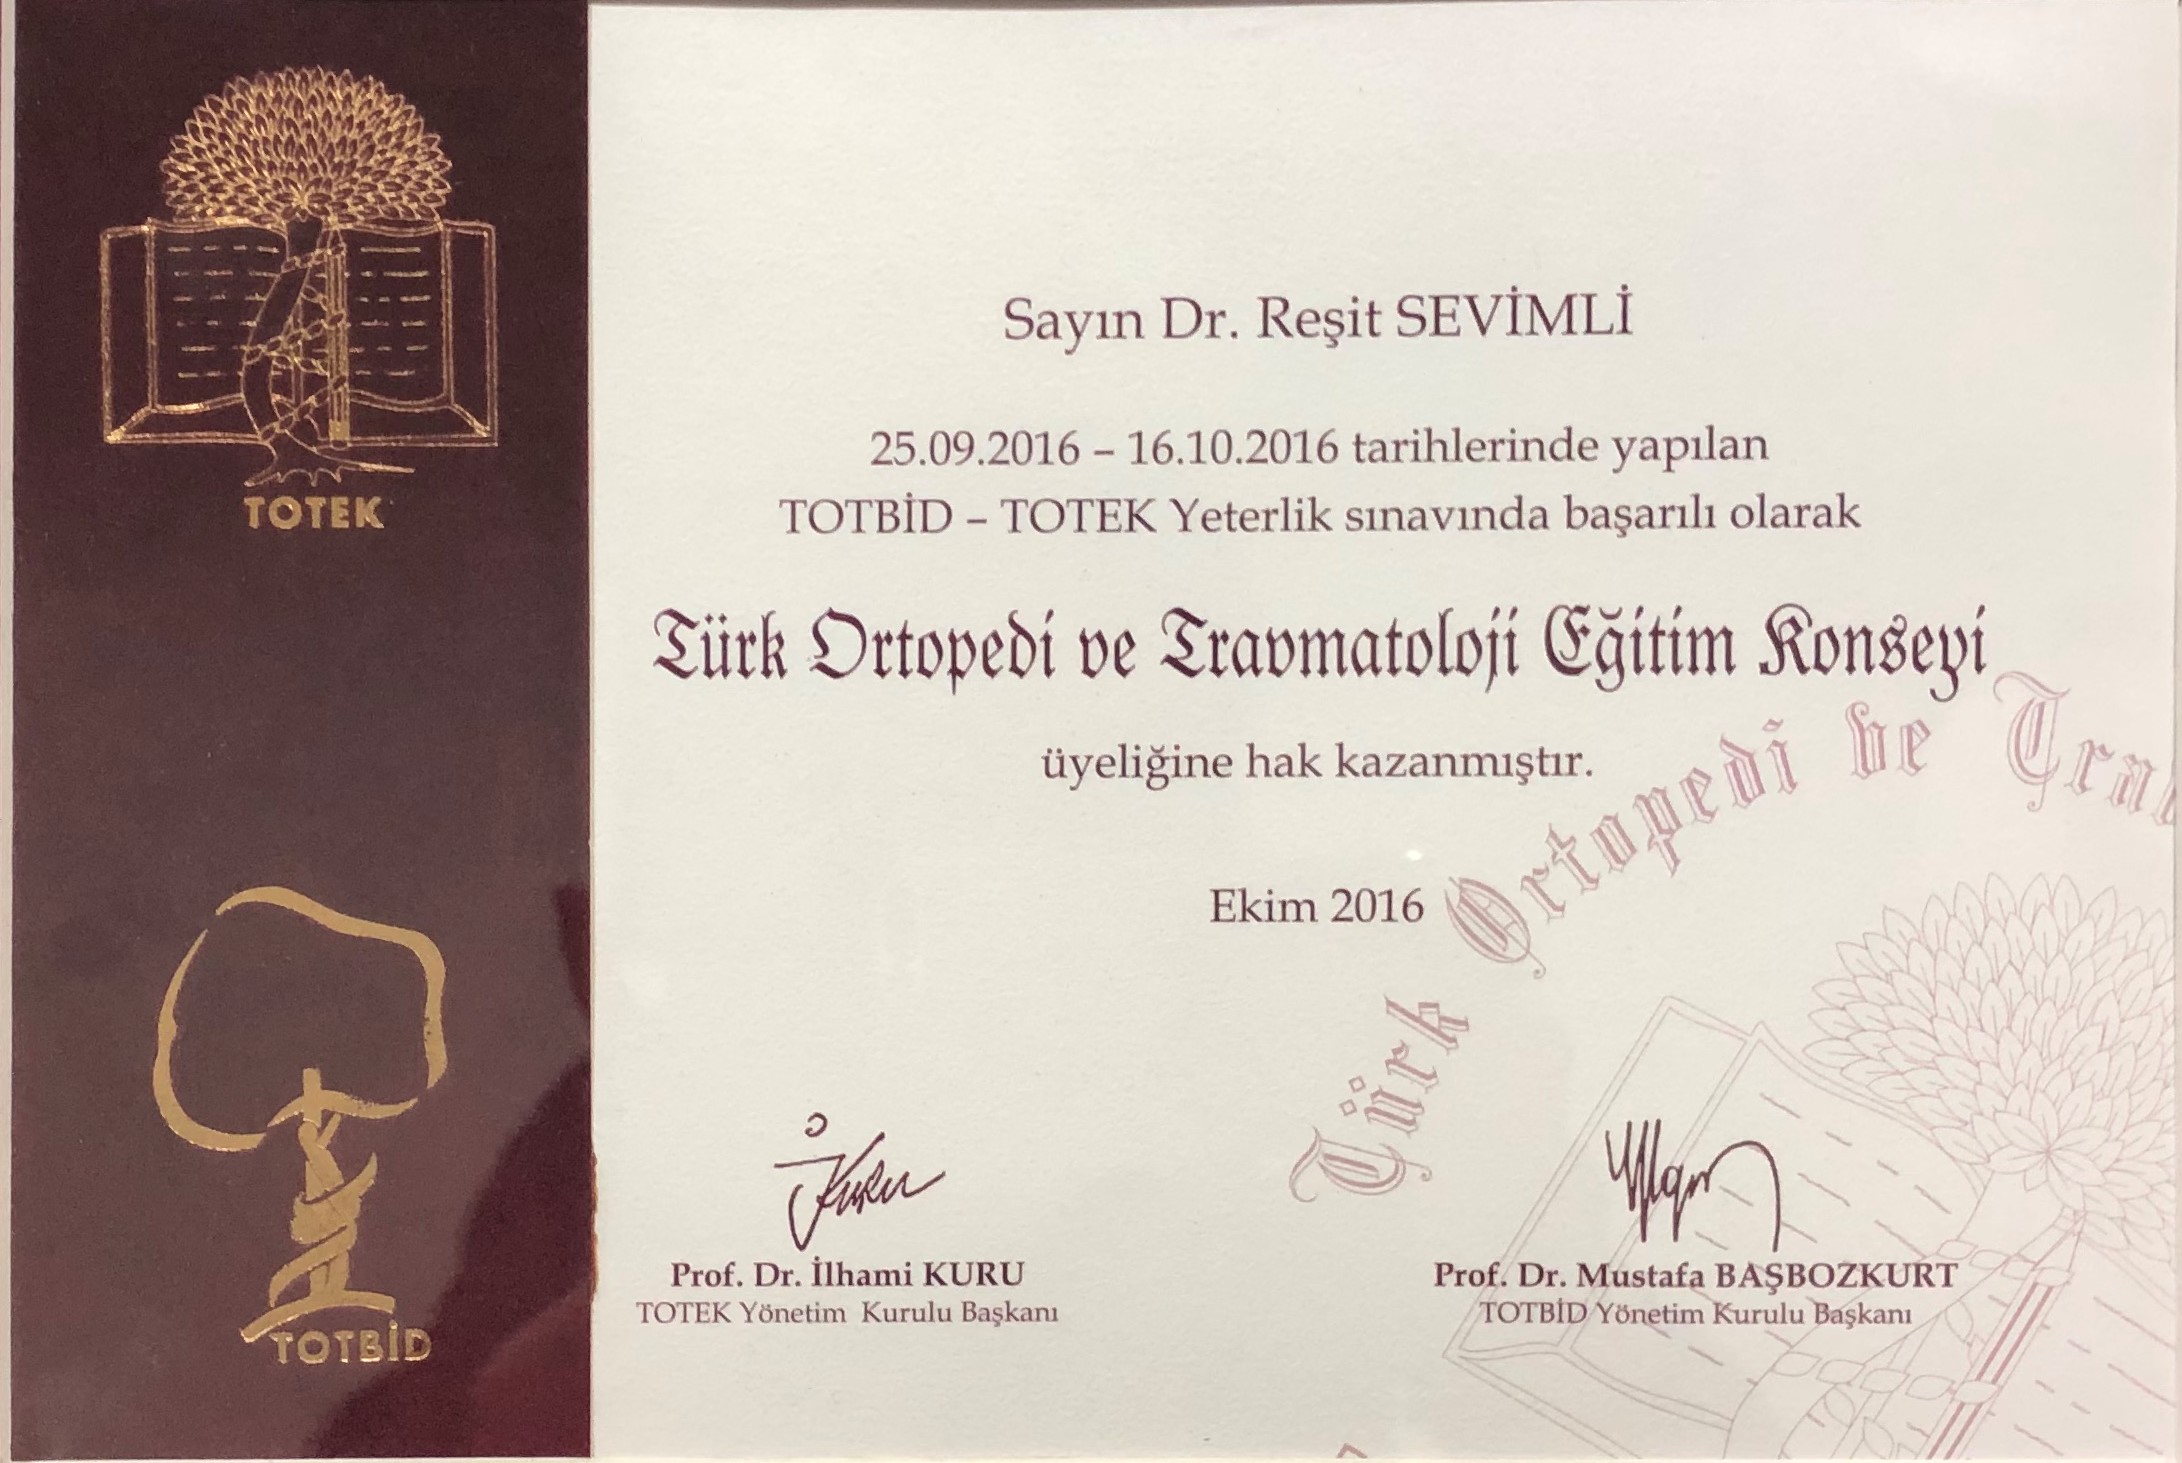 TOTEK
TOTBİD
Sayın Dr. Reşit SEVİMLİ
25.09.2016 – 16.10.2016 tarihlerinde yapılan
TOTBİD – TOTEK Yeterlik sınavında başarılı olarak
Türk Ortopedi ve Travmatoloji Eğitim Konseyi
üyeliğine hak kazanmıştır.
Ekim 2016
Türk Ortopedi ve Trav
Kuru
Prof. Dr. İlhami KURU
TOTEK Yönetim Kurulu Başkanı
Prof. Dr. Mustafa BAŞBOZKURT
TOTBİD Yönetim Kurulu Başkanı